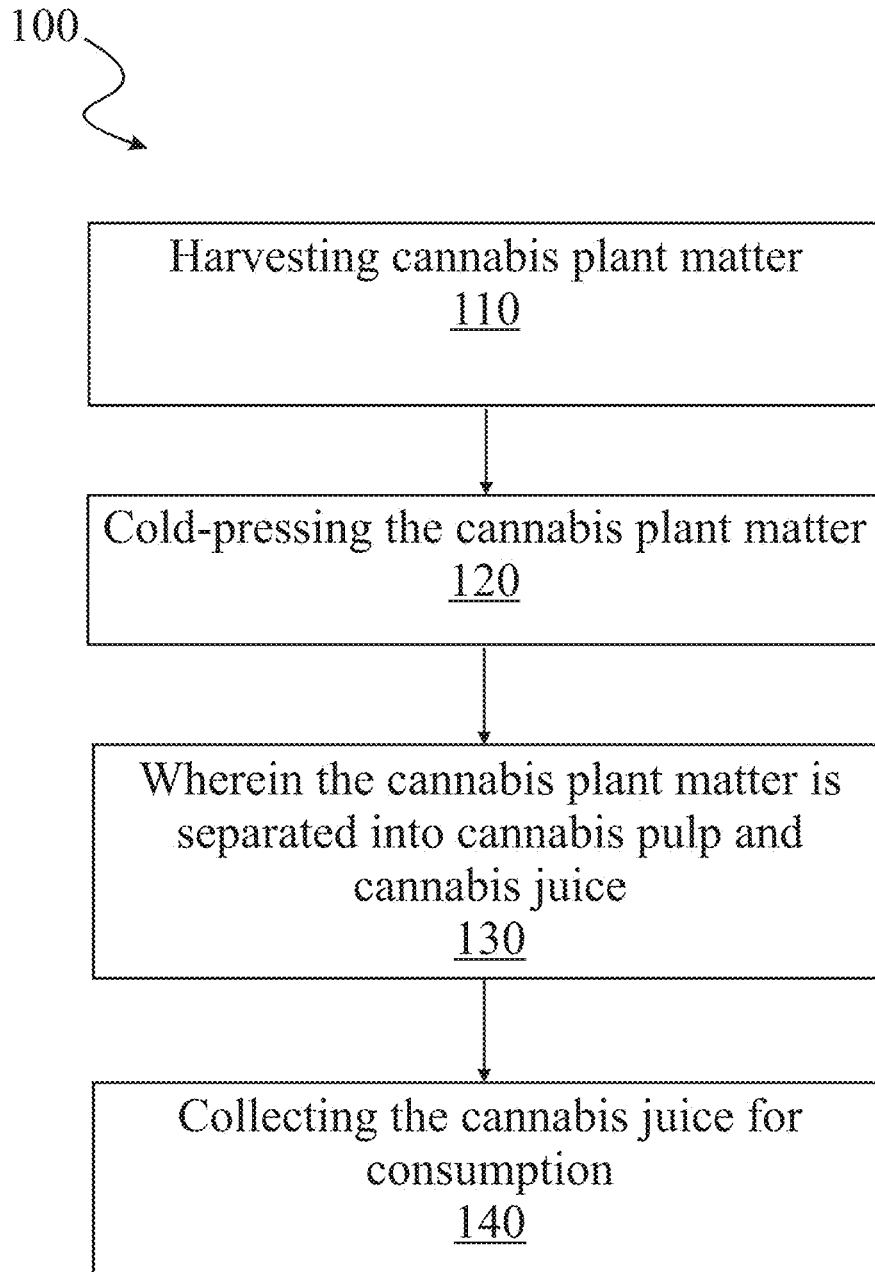 100
Harvesting cannabis plant matter
110
Cold-pressing the cannabis plant matter
120
Wherein the cannabis plant matter is
separated into cannabis pulp and
cannabis juice
130
Collecting the cannabis juice for
consumption
140